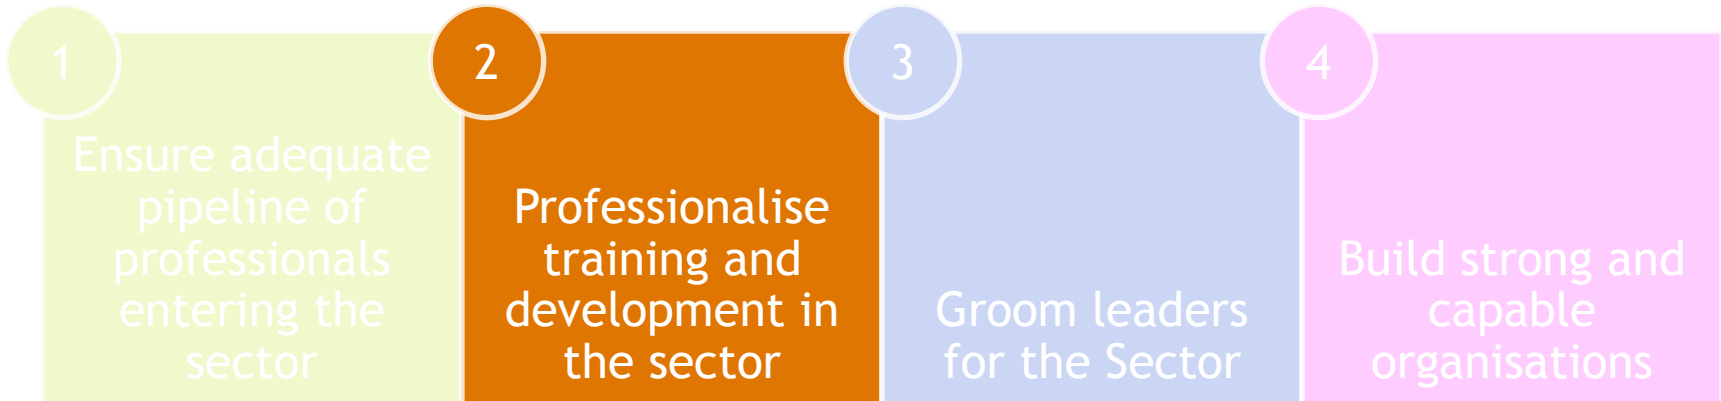 1
Ensure adequate
pipeline of
professionals
entering the
sector
2
Professionalise
training and
development in
the sector
3
Groom leaders
for the Sector
4
Build strong and
capable
organisations